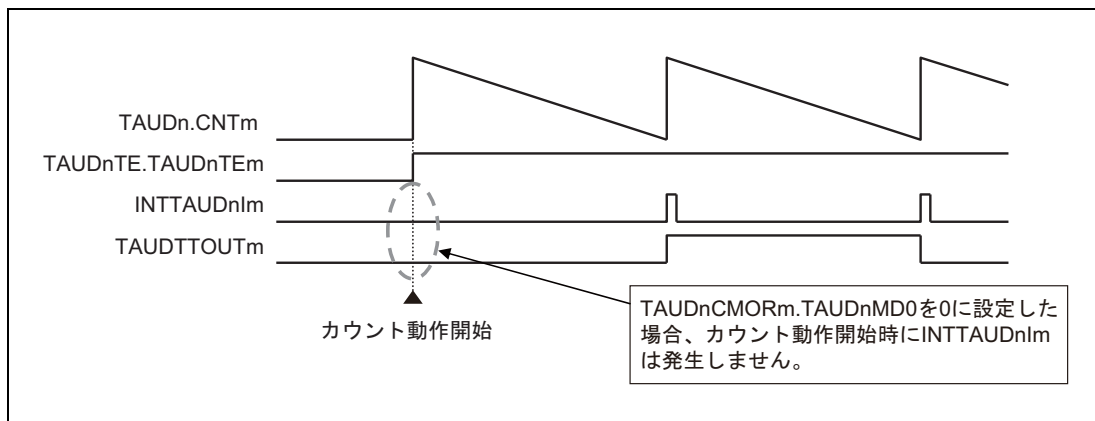 TAUDn.CNTm
TAUDnTE.TAUDnTEm
INTTAUDnIm
TAUDTTOUTm
カウント動作開始
TAUDnCMORm.TAUDnMD0を0に設定した
場合、カウント動作開始時にINTTAUDnIm
は発生しません。